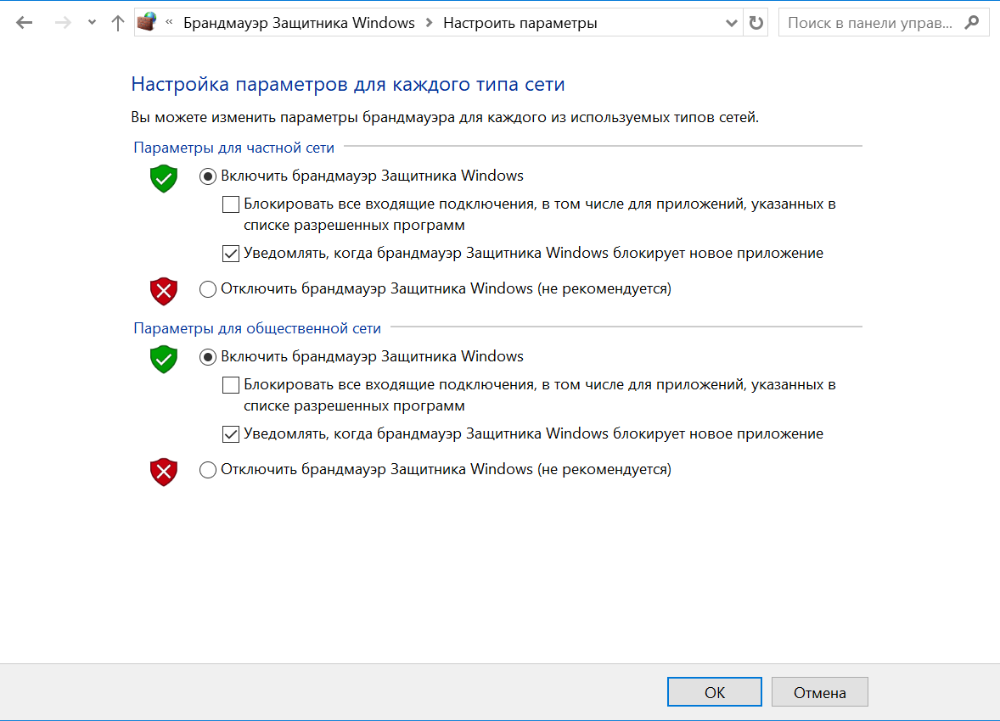 « Брандмауэр Защитника Windows › Настроить параметры
Поиск в панели управ...
Настройка параметров для каждого типа сети
Вы можете изменить параметры брандмауэра для каждого из используемых типов сетей.
Параметры для частной сети
Включить брандмауэр Защитника Windows
Блокировать все входящие подключения, в том числе для приложений, указанных в
списке разрешенных программ
Уведомлять, когда брандмауэр Защитника Windows блокирует новое приложение
Отключить брандмауэр Защитника Windows (не рекомендуется)
Параметры для общественной сети
Включить брандмауэр Защитника Windows
Блокировать все входящие подключения, в том числе для приложений, указанных в
списке разрешенных программ
Уведомлять, когда брандмауэр Защитника Windows блокирует новое приложение
Отключить брандмауэр Защитника Windows (не рекомендуется)
ОК
Отмена